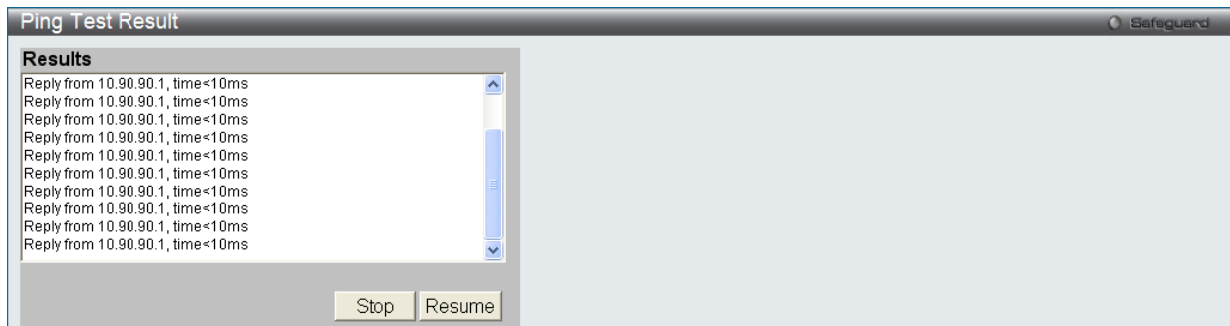 Ping Test Result
Safeguard
Results
Reply from 10.90.90.1, time<10ms
Reply from 10.90.90.1, time<10ms
Reply from 10.90.90.1, time<10ms
Reply from 10.90.90.1, time<10ms
Reply from 10.90.90.1, time<10ms
Reply from 10.90.90.1, time<10ms
Reply from 10.90.90.1, time<10ms
Reply from 10.90.90.1, time<10ms
Reply from 10.90.90.1, time<10ms
Reply from 10.90.90.1, time<10ms
Stop
Resume